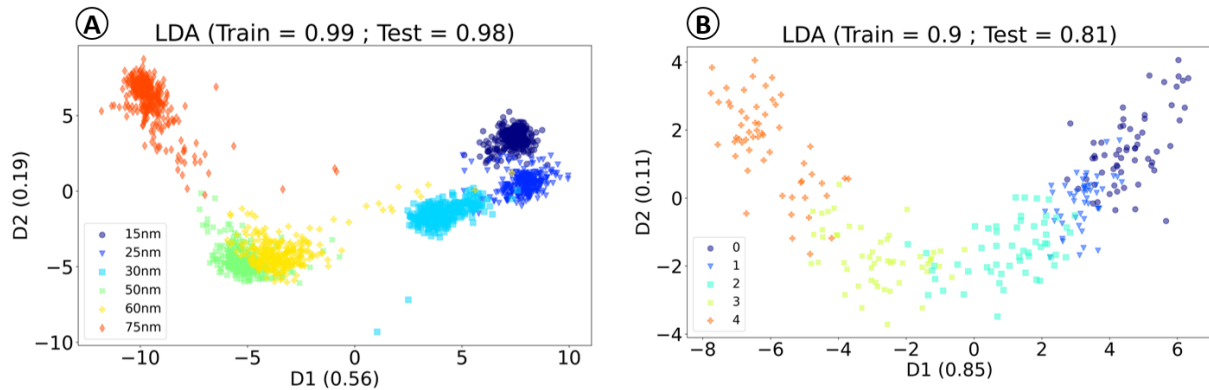 A
LDA (Train = 0.99 ; Test = 0.98)
D2 (0.19)
5
0
−5
−10
15nm
25nm
30nm
50nm
60nm
75nm
−10
−5
0
5
10
D1 (0.56)
B
LDA (Train = 0.9 ; Test = 0.81)
D2 (0.11)
4
2
0
−2
−4
0
1
2
3
4
−8
−6
−4
−2
0
2
4
6
D1 (0.85)